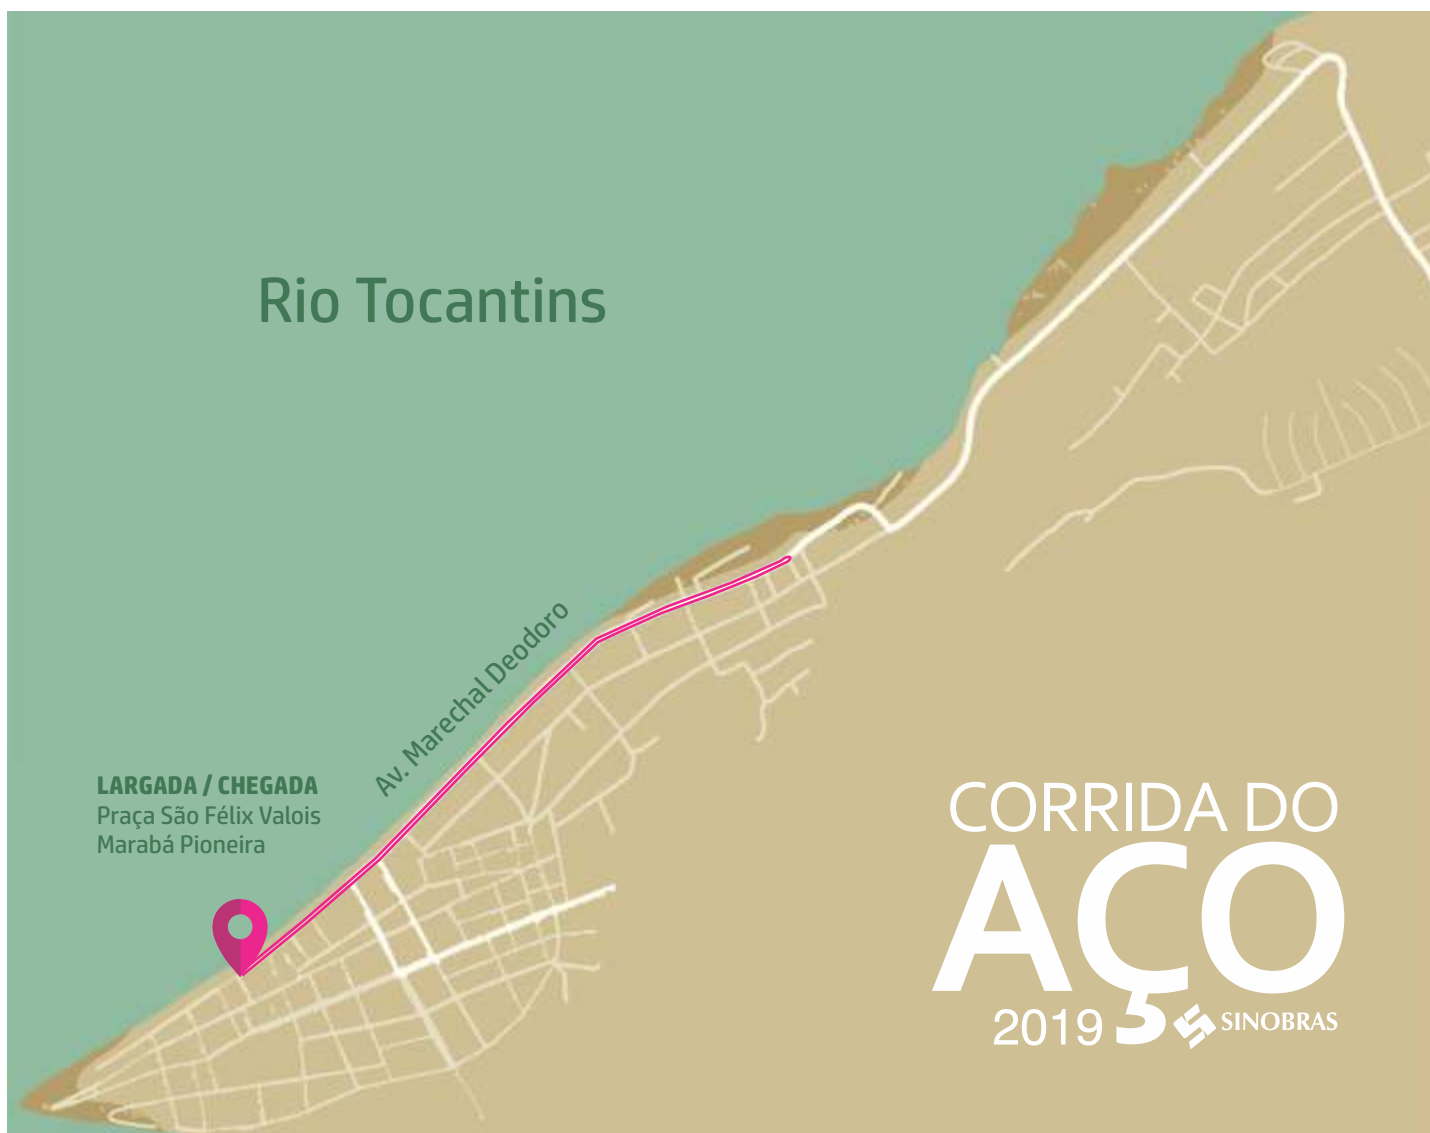 Rio Tocantins
Av. Marechal Deodoro
LARGADA / CHEGADA
Praça São Félix Valois
Marabá Pioneira
CORRIDA DO
AÇO
2019 SINOBRAS